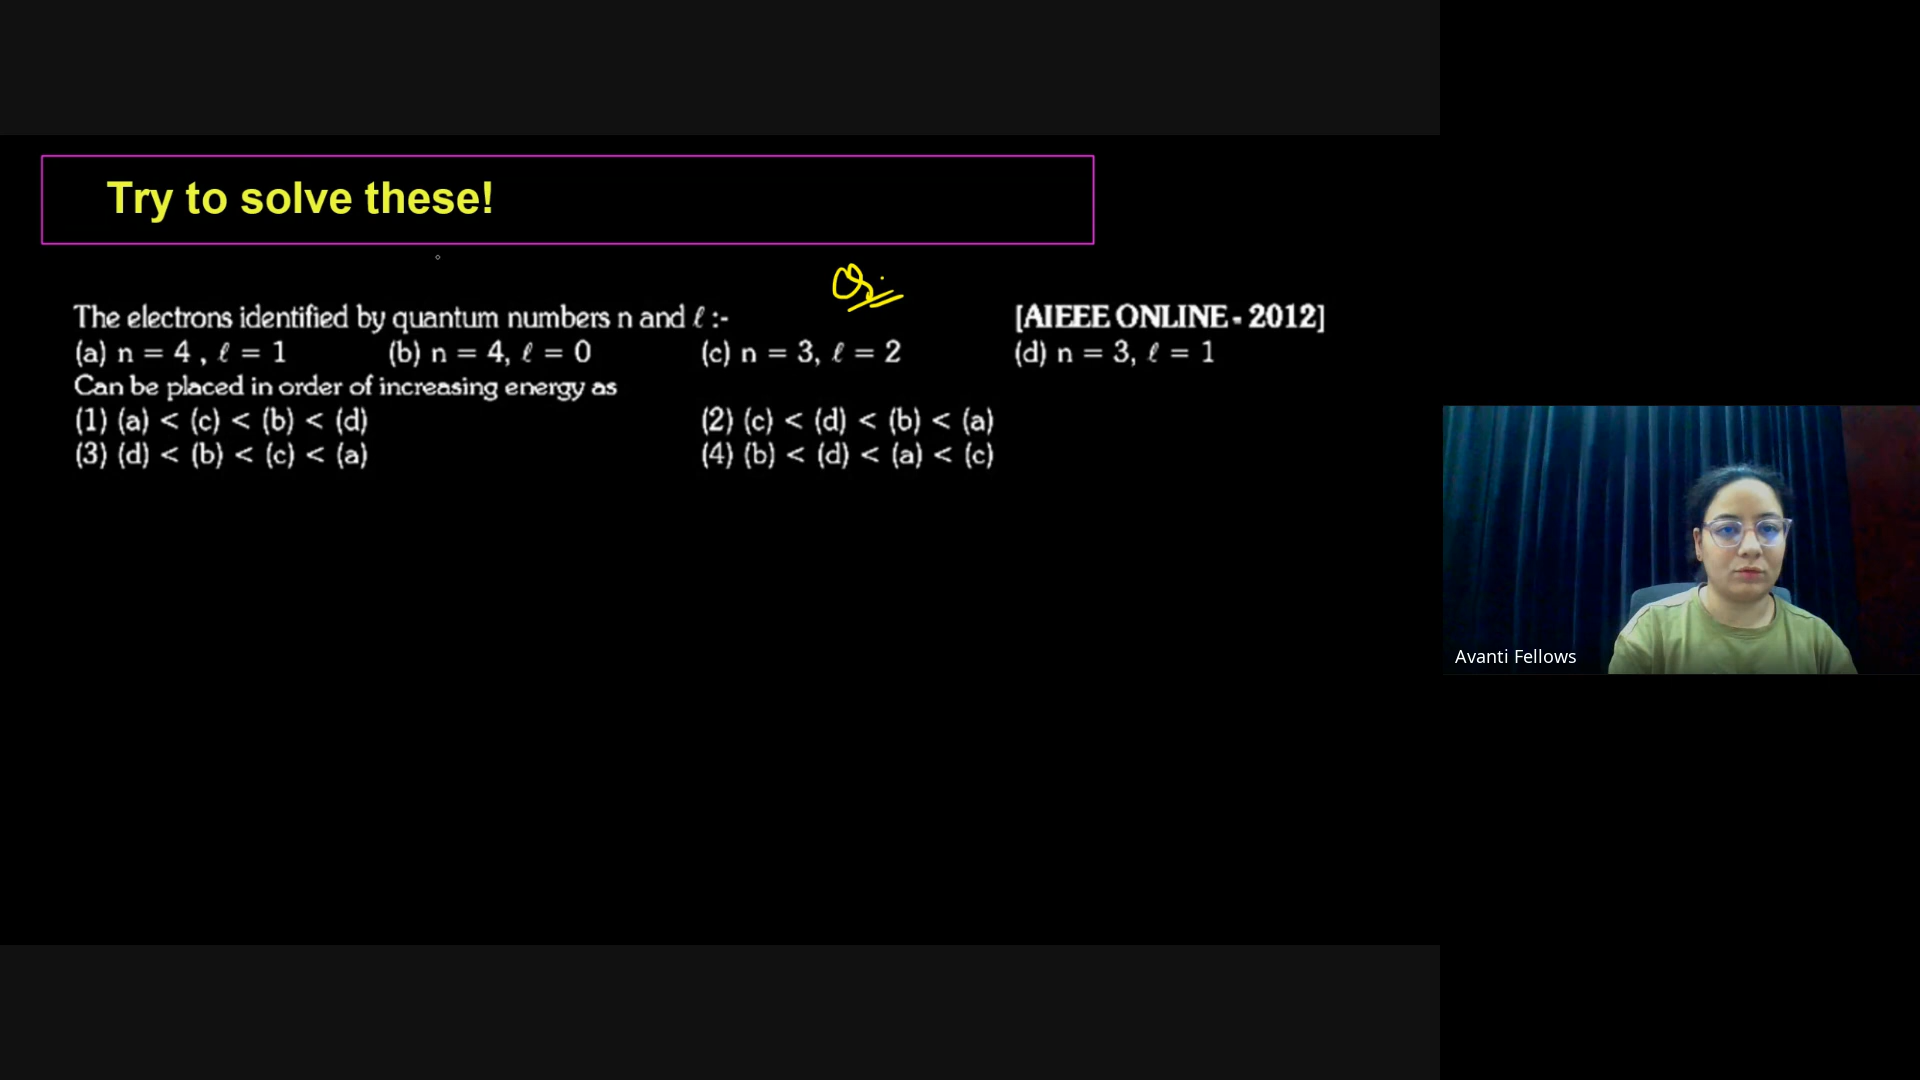 Try to solve these!
The electrons identified by quantum numbers n and ℓ :- [AIEEE ONLINE - 2012]
(a) n = 4 , ℓ = 1 (b) n = 4, ℓ = 0 (c) n = 3, ℓ = 2 (d) n = 3, ℓ = 1
Can be placed in order of increasing energy as
(1) (a) < (c) < (b) < (d) (2) (c) < (d) < (b) < (a)
(3) (d) < (b) < (c) < (a) (4) (b) < (d) < (a) < (c)
Avanti Fellows